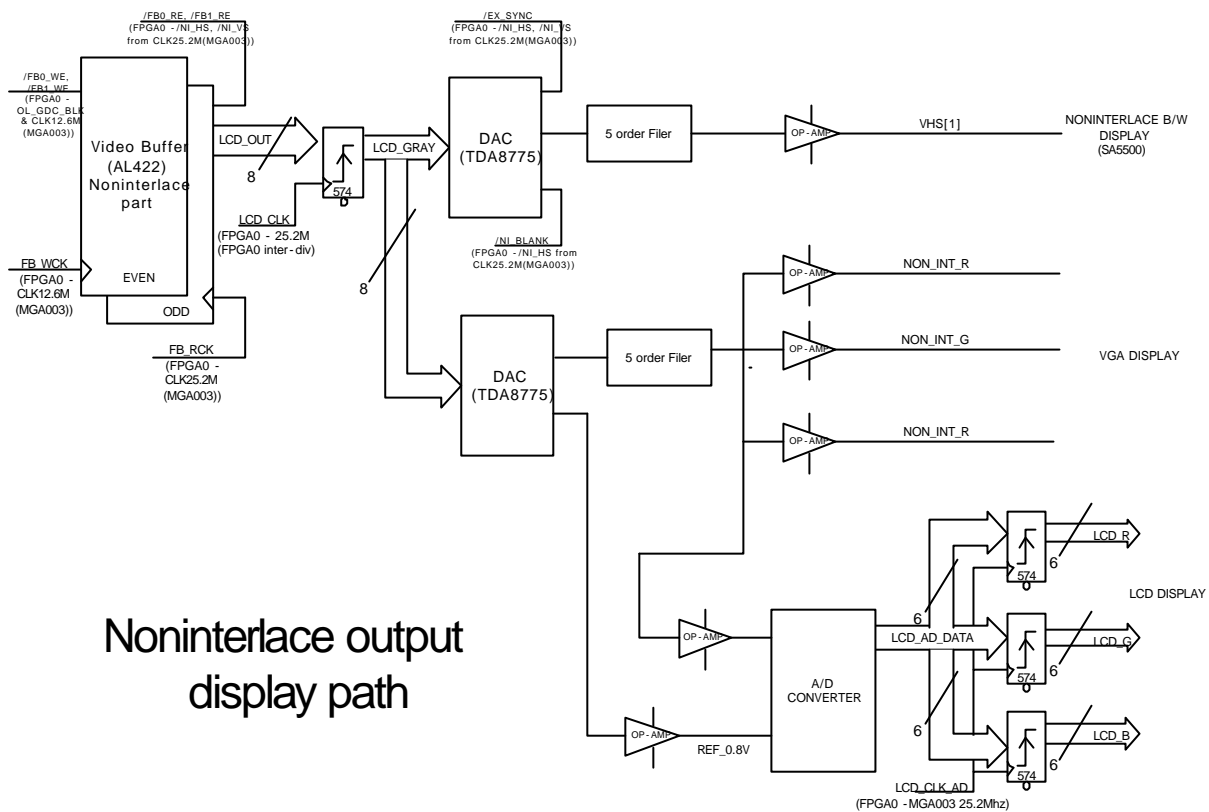 /FB0_RE, /FB1_RE
(FPGA0 -/NI_HS, /NI_VS
from CLK25.2M(MGA003))
/EX_SYNC
(FPGA0 -/NI_HS, /NI_VS
from CLK25.2M(MGA003))
/FB0_WE,
/FB1_WE
(FPGA0 -
OL_GDC_BLK
& CLK12.6M
(MGA003))
Video Buffer
(AL422)
Noninterlace
part
EVEN
ODD
LCD_OUT
8
574
LCD_GRAY
8
DAC
(TDA8775)
5 order Filer
OP-AMP
VHS[1]
NONINTERLACE B/W
DISPLAY
(SA5500)
LCD_CLK
(FPGA0 - 25.2M
(FPGA0 inter-div)
/NI_BLANK
(FPGA0 -/NI_HS from
CLK25.2M(MGA003))
FB_WCK
(FPGA0 -
CLK12.6M
(MGA003))
FB_RCK
(FPGA0 -
CLK25.2M
(MGA003))
DAC
(TDA8775)
5 order Filer
OP-AMP
NON_INT_R
OP-AMP
NON_INT_G
VGA DISPLAY
-
OP-AMP
NON_INT_R
574
6
LCD_R
LCD DISPLAY
6
OP-AMP
LCD_AD_DATA
574
6
LCD_G
A/D
CONVERTER
6
OP-AMP
REF_0.8V
574
6
LCD_B
LCD_CLK_AD
(FPGA0 -MGA003 25.2Mhz)
Noninterlace output
display path